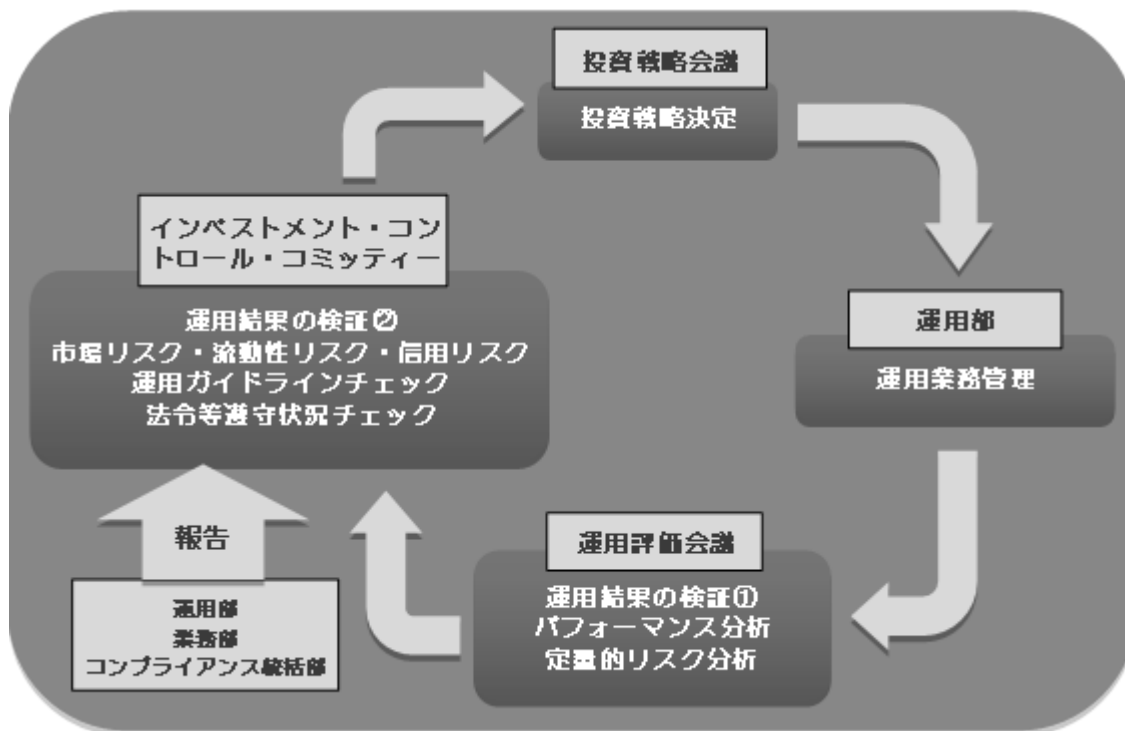 投資戦略会議
投資戦略決定
インベストメント・コン
トロール・コミッティー
運用結果の検証②
市場リスク・流動性リスク・信用リスク
運用ガイドラインチェック
法令等遵守状況チェック
運用部
運用業務管理
報告
運用部
業務部
コンプライアンス統括部
運用評価会議
運用結果の検証①
パフォーマンス分析
定量的リスク分析